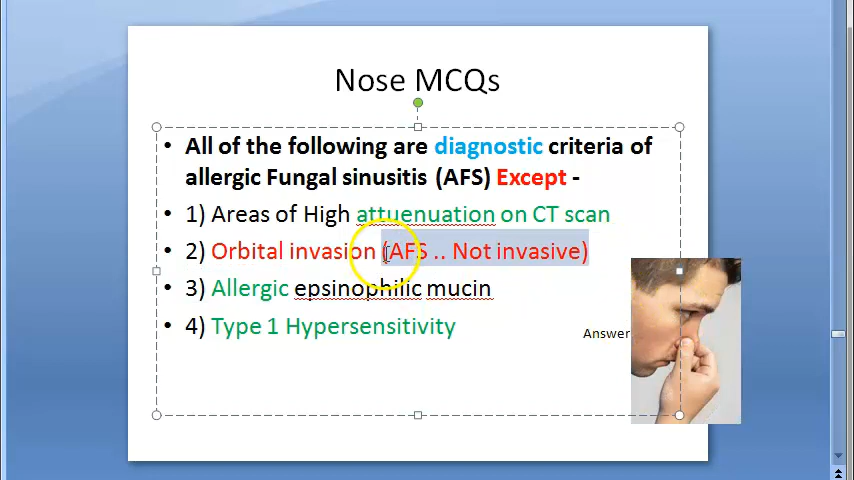 Nose MCQs
• All of the following are diagnostic criteria of
allergic Fungal sinusitis (AFS) Except -
• 1) Areas of High attuenuation on CT scan
• 2) Orbital invasion (AFS .. Not invasive)
• 3) Allergic epsinophilic mucin
• 4) Type 1 Hypersensitivity
Answer